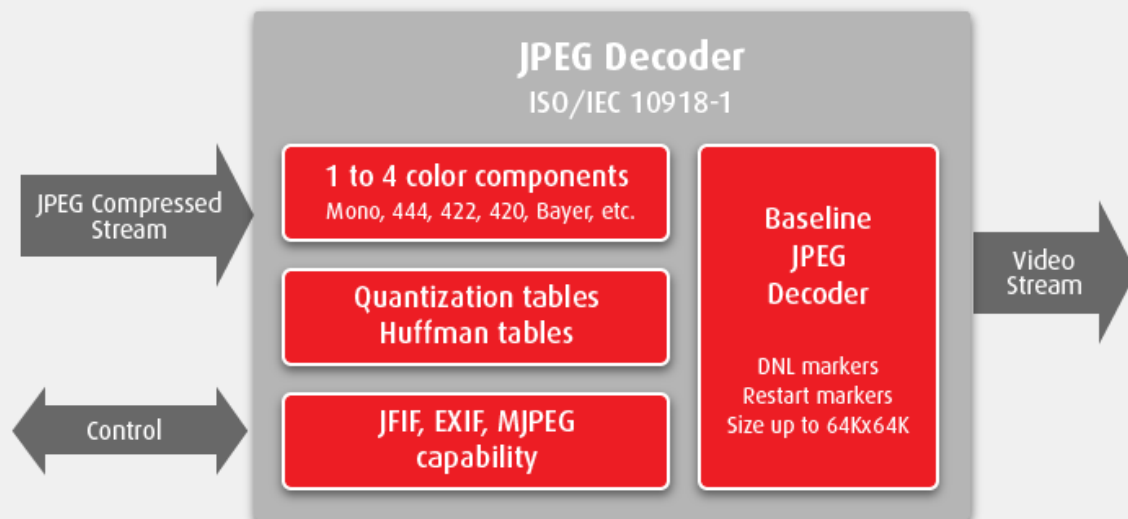 JPEG Decoder
ISO/IEC 10918-1
JPEG Compressed
Stream
1 to 4 color components
Mono, 444, 422, 420, Bayer, etc.
Quantization tables
Huffman tables
Control
JFIF, EXIF, MJPEG
capability
Baseline
JPEG
Decoder
DNL markers
Restart markers
Size up to 64Kx64K
Video
Stream